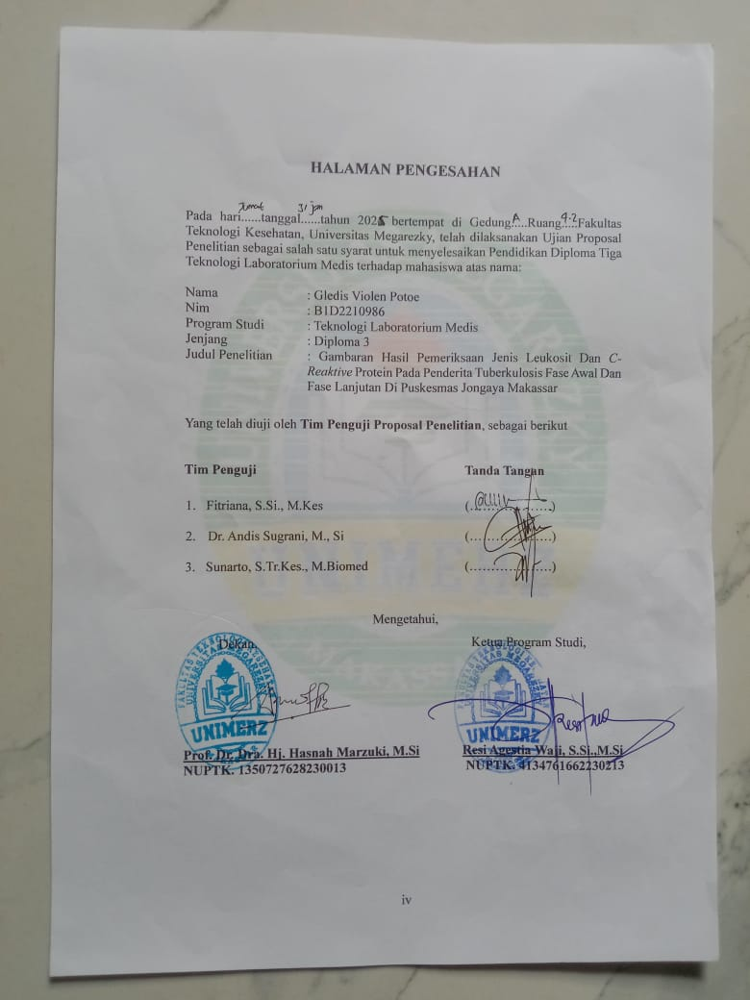 HALAMAN PENGESAHAN
Pada hari Jumat tanggal 31 jan tahun 2025 bertempat di Gedung A Ruang 4.2 Fakultas
Teknologi Kesehatan, Universitas Megarezky, telah dilaksanakan Ujian Proposal
Penelitian sebagai salah satu syarat untuk menyelesaikan Pendidikan Diploma Tiga
Teknologi Laboratorium Medis terhadap mahasiswa atas nama:
Nama : Gledis Violen Potoe
Nim : B1D2210986
Program Studi : Teknologi Laboratorium Medis
Jenjang : Diploma 3
Judul Penelitian : Gambaran Hasil Pemeriksaan Jenis Leukosit Dan C-
Reaktive Protein Pada Penderita Tuberkulosis Fase Awal Dan
Fase Lanjutan Di Puskesmas Jongaya Makassar
Yang telah diuji oleh Tim Penguji Proposal Penelitian, sebagai berikut
Tim Penguji Tanda Tangan
1. Fitriana, S.Si., M.Kes (....................)
2. Dr. Andis Sugrani, M., Si (....................)
3. Sunarto, S.Tr.Kes., M.Biomed (....................)
Mengetahui,
Dekan Ketua Program Studi,
UNIMERZ UNIMERZ
Prof. Dr. Dra. Hj. Hasnah Marzuki, M.Si Resi Agestia Waji, S.Si.,M.Si
NUPTK. 1350727628230013 NUPTK. 4134761662230213
iv